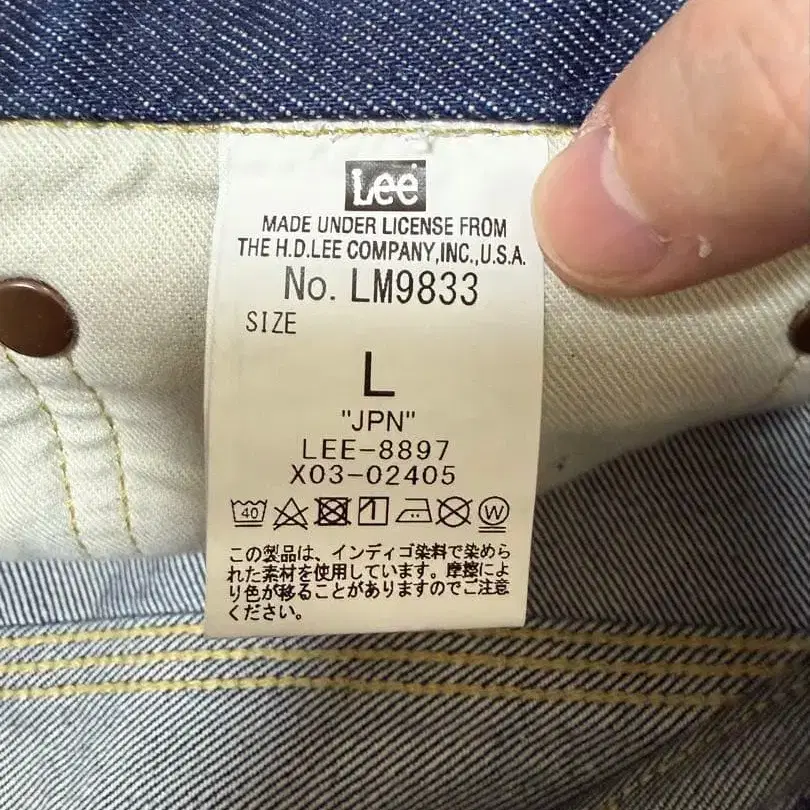 Lee
MADE UNDER LICENSE FROM
THE H.D.LEE COMPANY,INC.,U.S.A.
No. LM9833
SIZE
L
"JPN"
LEE-8897
X03-02405
40
W
この製品は、インディゴ染料で染めら
れた素材を使用しています。摩擦によ
り色が移ることがありますのでご注意
ください。